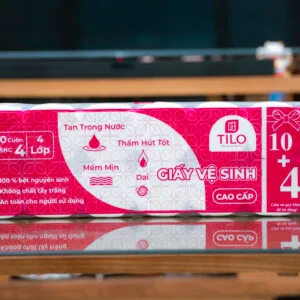 Tan Trong Nước
Thấm Hút Tốt
Mềm Mịn
Dai
4
Lớp
100 % bột nguyên sinh
Không chất tẩy trắng
An toàn cho người sử dụng
GIẤY VỆ SINH
CAO CẤP
TILO
10
+
4